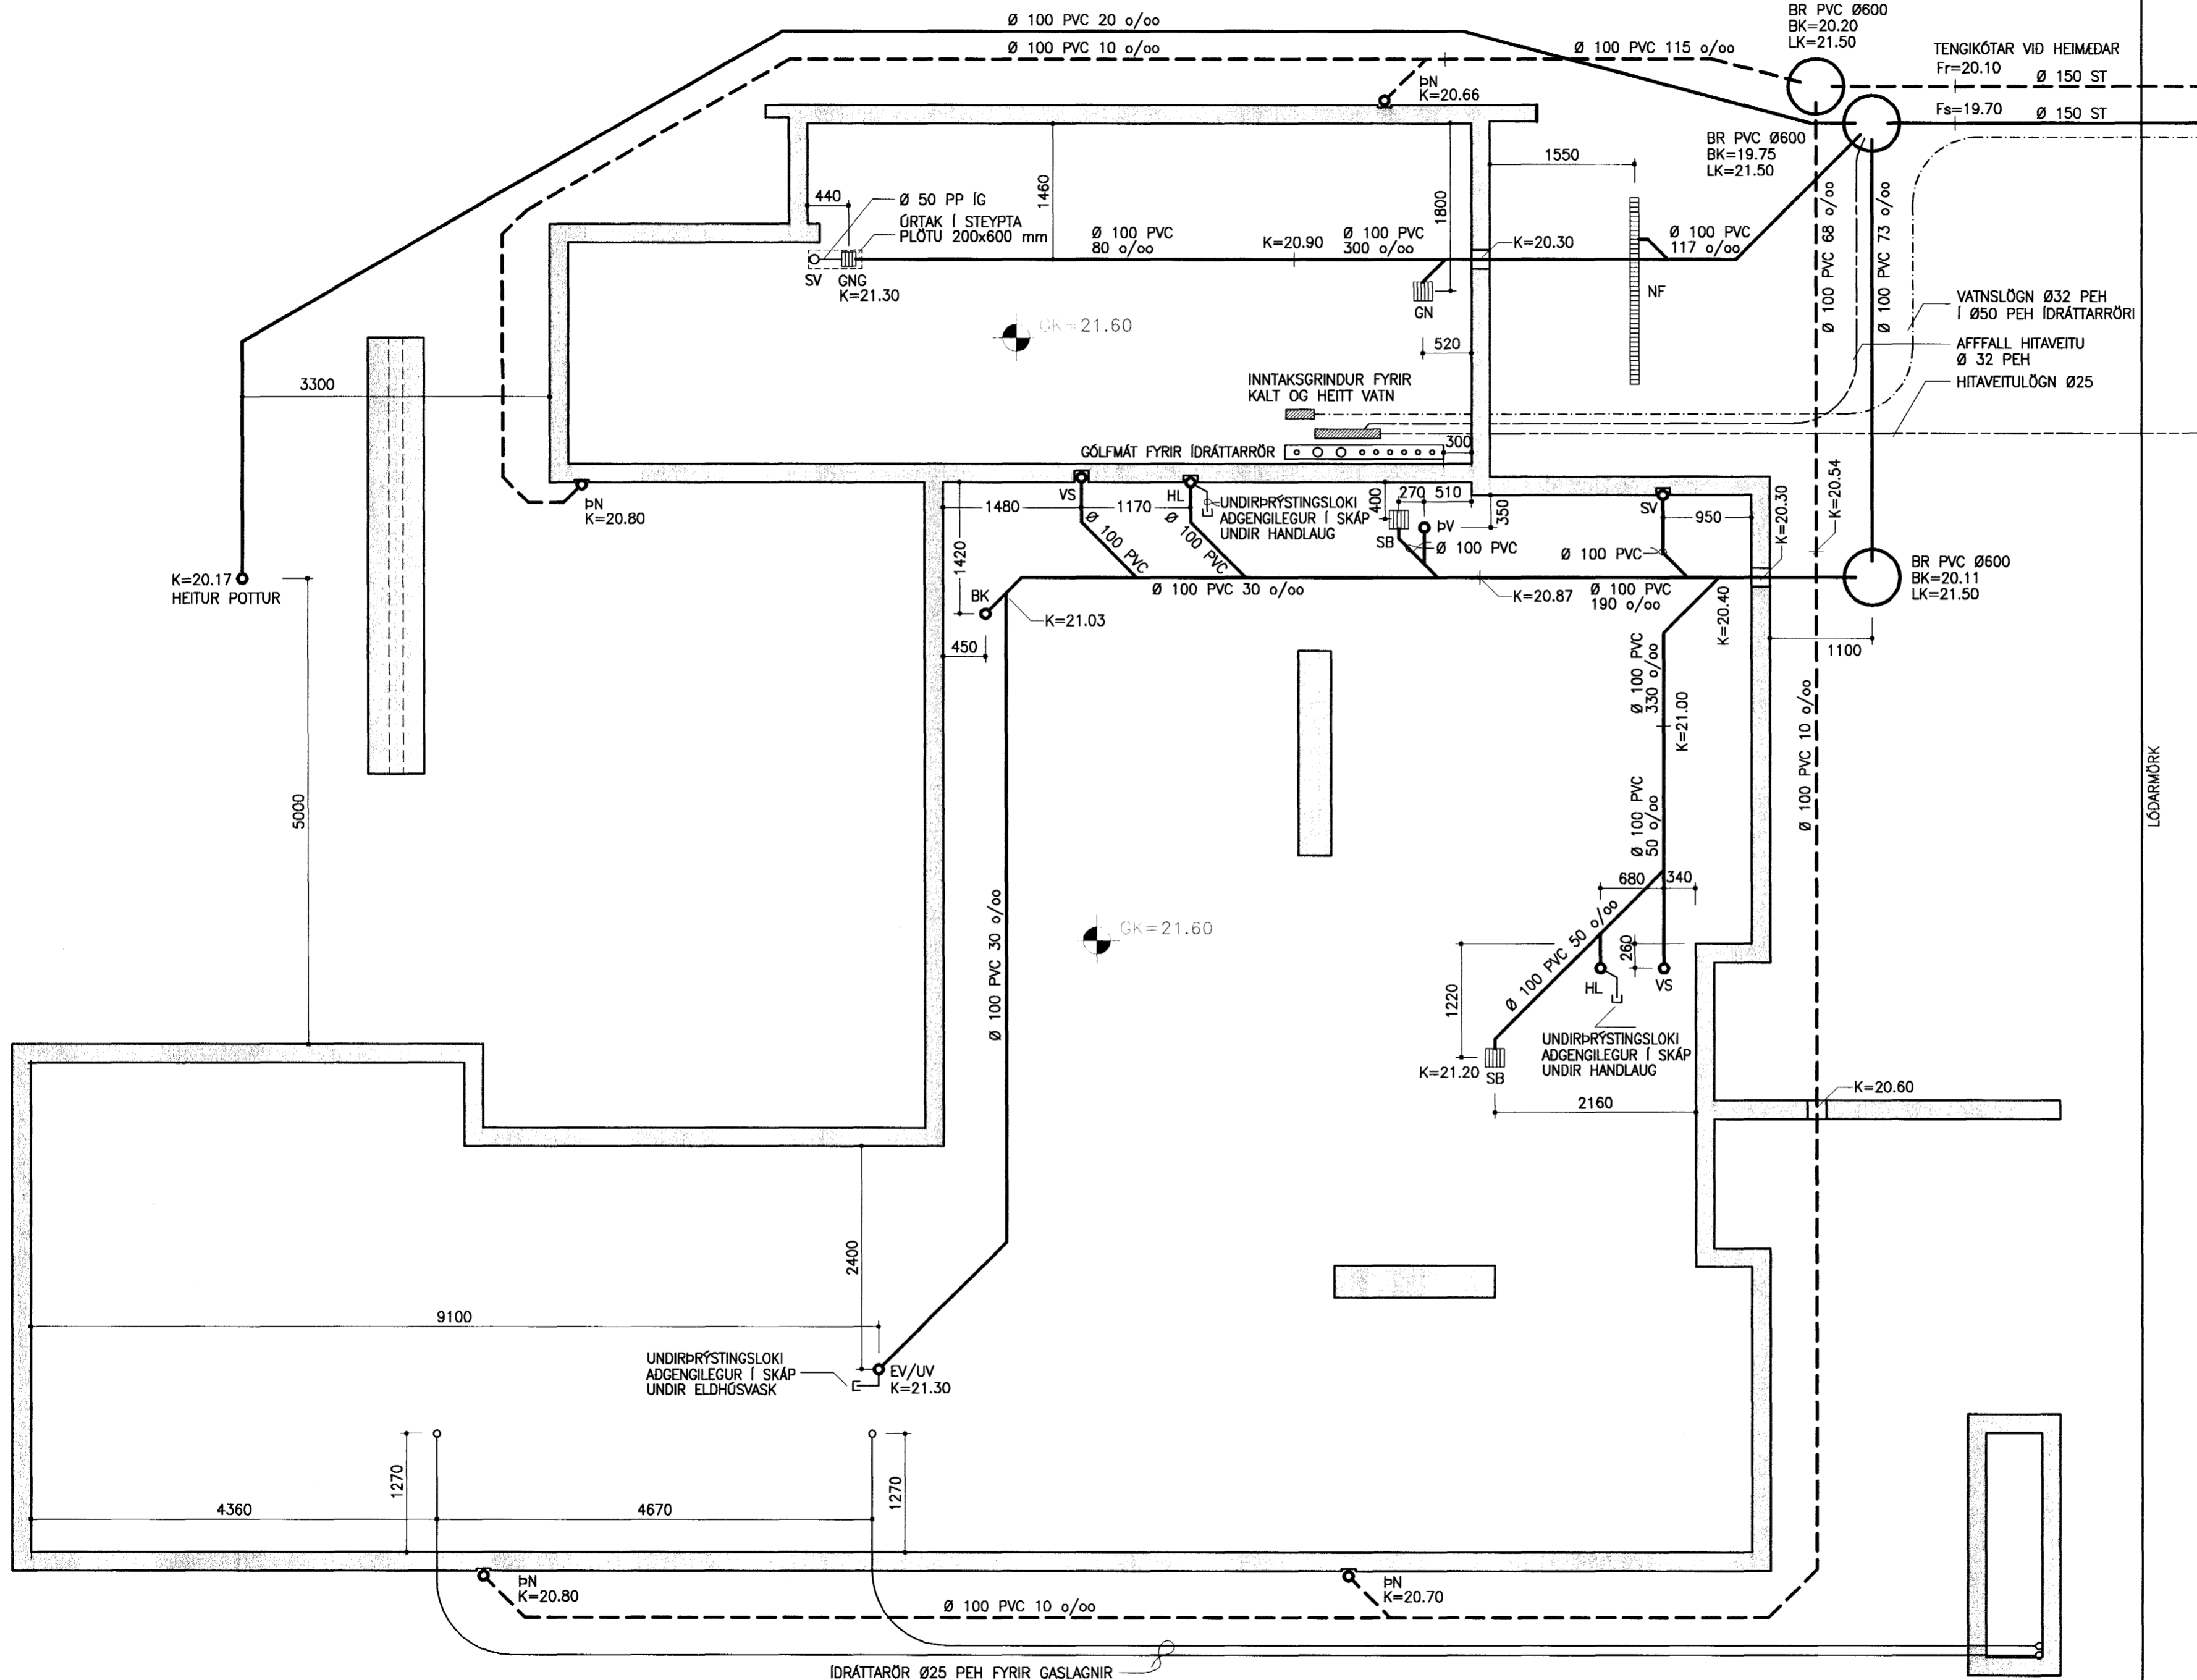 Ø 100 PVC 20 o/oo
Ø 100 PVC 10 o/oo
Ø 100 PVC 115 o/oo
BR PVC Ø600
BK=20.20
LK=21.50
TENGIKÓTAR VIÐ HEIMÆÐAR
Fr=20.10
Ø 150 ST
Fs=19.70
Ø 150 ST
ÞN
K=20.66
BR PVC Ø600
BK=19.75
LK=21.50
1550
440
Ø 50 PP ÍG
ÚRTAK Í STEYPTA
PLÖTU 200x600 mm
1460
1800
Ø 100 PVC
80 o/oo
K=20.90
Ø 100 PVC
300 o/oo
K=20.30
Ø 100 PVC
117 o/oo
Ø 100 PVC 68 o/oo
Ø 100 PVC 73 o/oo
SV
GNG
K=21.30
GN
NF
VATNSLÖGN Ø32 PEH
Í Ø50 PEH ÍDRÁTTARRÖRI
GK=21.60
520
AFFFALL HITAVEITU
Ø 32 PEH
HITAVEITULÖGN Ø25
3300
INNTAKSGRINDUR FYRIR
KALT OG HEITT VATN
GÓLFMÁT FYRIR ÍDRÁTTARRÖR
300
ÞN
K=20.80
VS
HL
1480
1170
UNDIRÞRÝSTINGSLOKI
AÐGENGILEGUR Í SKÁP
UNDIR HANDLAUG
400
270
510
350
SB
ÞV
Ø 100 PVC
SV
950
Ø 100 PVC
K=20.30
K=20.54
1420
Ø 100 PVC
Ø 100 PVC
K=20.17
HEITUR POTTUR
BK
Ø 100 PVC 30 o/oo
K=20.87
Ø 100 PVC
190 o/oo
K=20.40
BR PVC Ø600
BK=20.11
LK=21.50
K=21.03
450
1100
Ø 100 PVC
330 o/oo
K=21.00
Ø 100 PVC 10 o/oo
5000
LÓÐARMÖRK
Ø 100 PVC
50 o/oo
680
340
Ø 100 PVC 30 o/oo
GK=21.60
Ø 100 PVC 50 o/oo
260
1220
HL
VS
UNDIRÞRÝSTINGSLOKI
AÐGENGILEGUR Í SKÁP
UNDIR HANDLAUG
K=21.20
SB
2160
K=20.60
2400
9100
UNDIRÞRÝSTINGSLOKI
AÐGENGILEGUR Í SKÁP
UNDIR ELDHÚSVASK
EV/UV
K=21.30
1270
1270
4360
4670
ÞN
K=20.80
Ø 100 PVC 10 o/oo
ÞN
K=20.70
ÍDRÁTTARÖR Ø25 PEH FYRIR GASLAGNIR